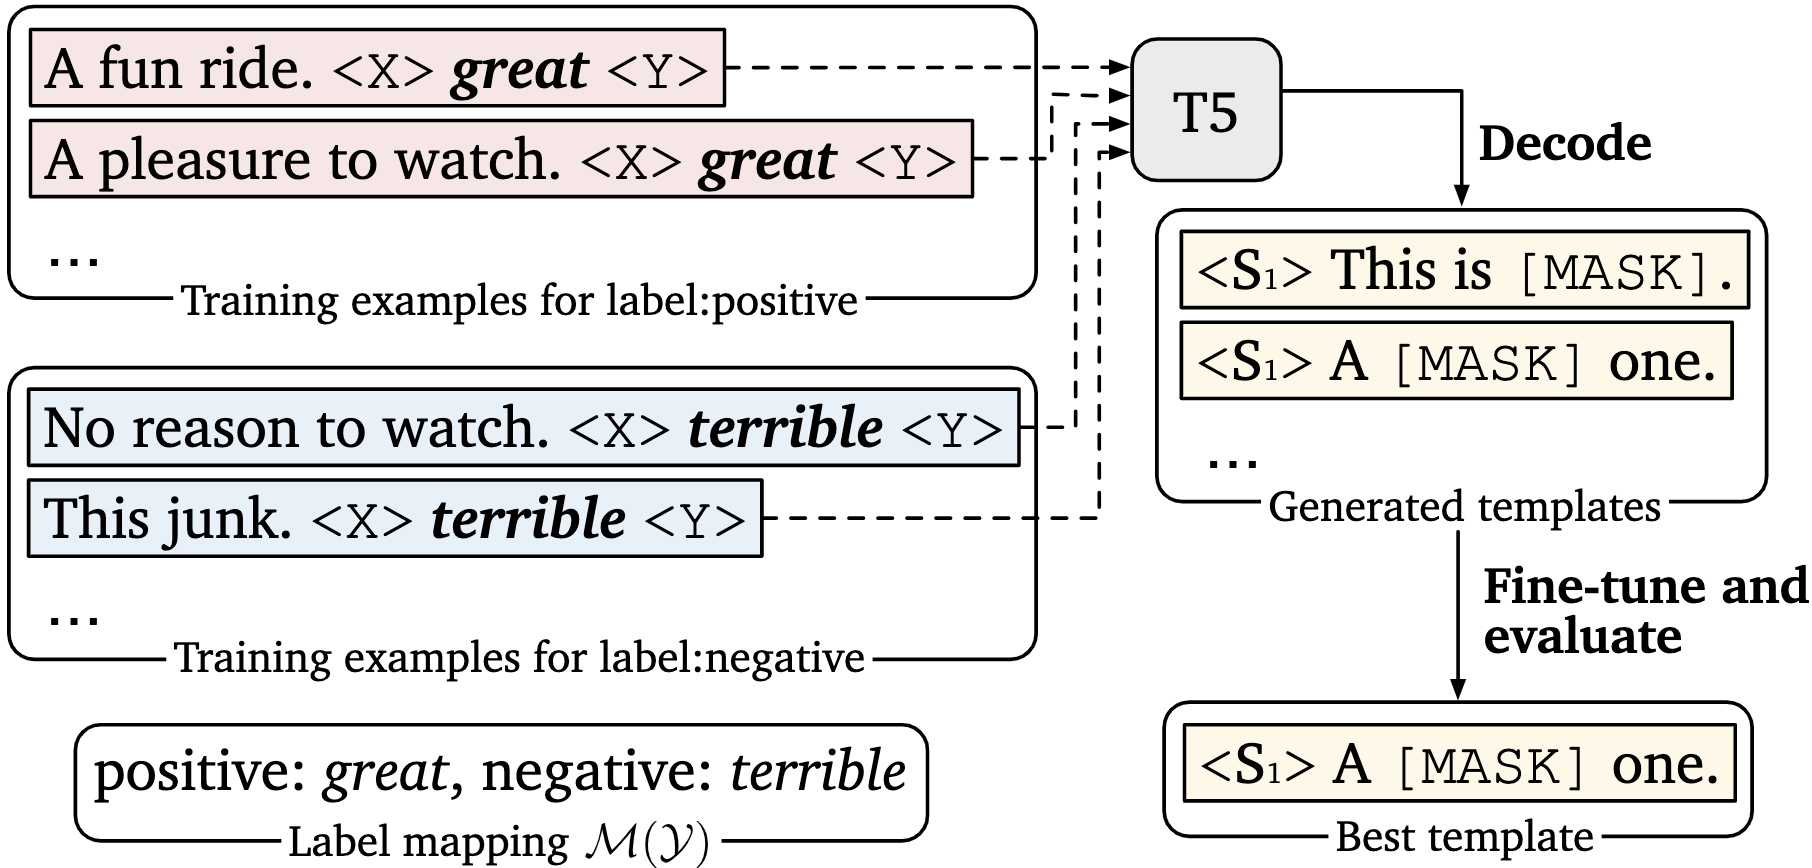 A fun ride. <X> great <Y>
A pleasure to watch. <X> great <Y>
...
Training examples for label:positive
No reason to watch. <X> terrible <Y>
This junk. <X> terrible <Y>
...
Training examples for label:negative
positive: great, negative: terrible
Label mapping ℳ(𝒴)
T5
Decode
<S₁> This is [MASK].
<S₁> A [MASK] one.
...
Generated templates
Fine-tune and
evaluate
<S₁> A [MASK] one.
Best template